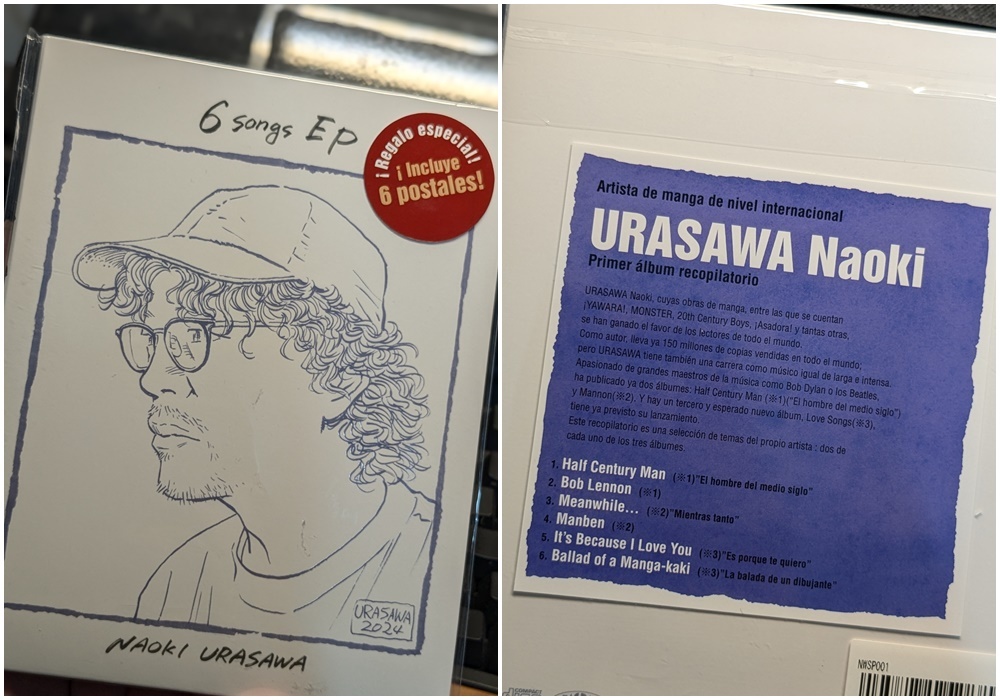 6 songs Ep
¡Regalo especial!
¡Incluye
6 postales!
URASAWA
2024
NAOKI URASAWA
Artista de manga de nivel internacional
URASAWA Naoki
Primer álbum recopilatorio
URASAWA Naoki, cuyas obras de manga, entre las que se cuentan
¡YAWARA!, MONSTER, 20th Century Boys, ¡Asadora! y tantas otras,
se han ganado el favor de los lectores de todo el mundo.
Como autor, lleva ya 150 millones de copias vendidas en todo el mundo;
pero URASAWA tiene también una carrera como músico igual de larga e intensa.
Apasionado de grandes maestros de la música como Bob Dylan o los Beatles,
ha publicado ya dos álbumes: Half Century Man (※1)("El hombre del medio siglo")
y Mannon(※2). Y hay un tercero y esperado nuevo álbum, Love Songs(※3),
tiene ya previsto su lanzamiento.
Este recopilatorio es una selección de temas del propio artista : dos de
cada uno de los tres álbumes.
1. Half Century Man (※1)"El hombre del medio siglo"
2. Bob Lennon (※1)
3. Meanwhile... (※2)"Mientras tanto"
4. Manben (※2)
5. It's Because I Love You (※3)"Es porque te quiero"
6. Ballad of a Manga-kaki (※3)"La balada de un dibujante"
NWSP001